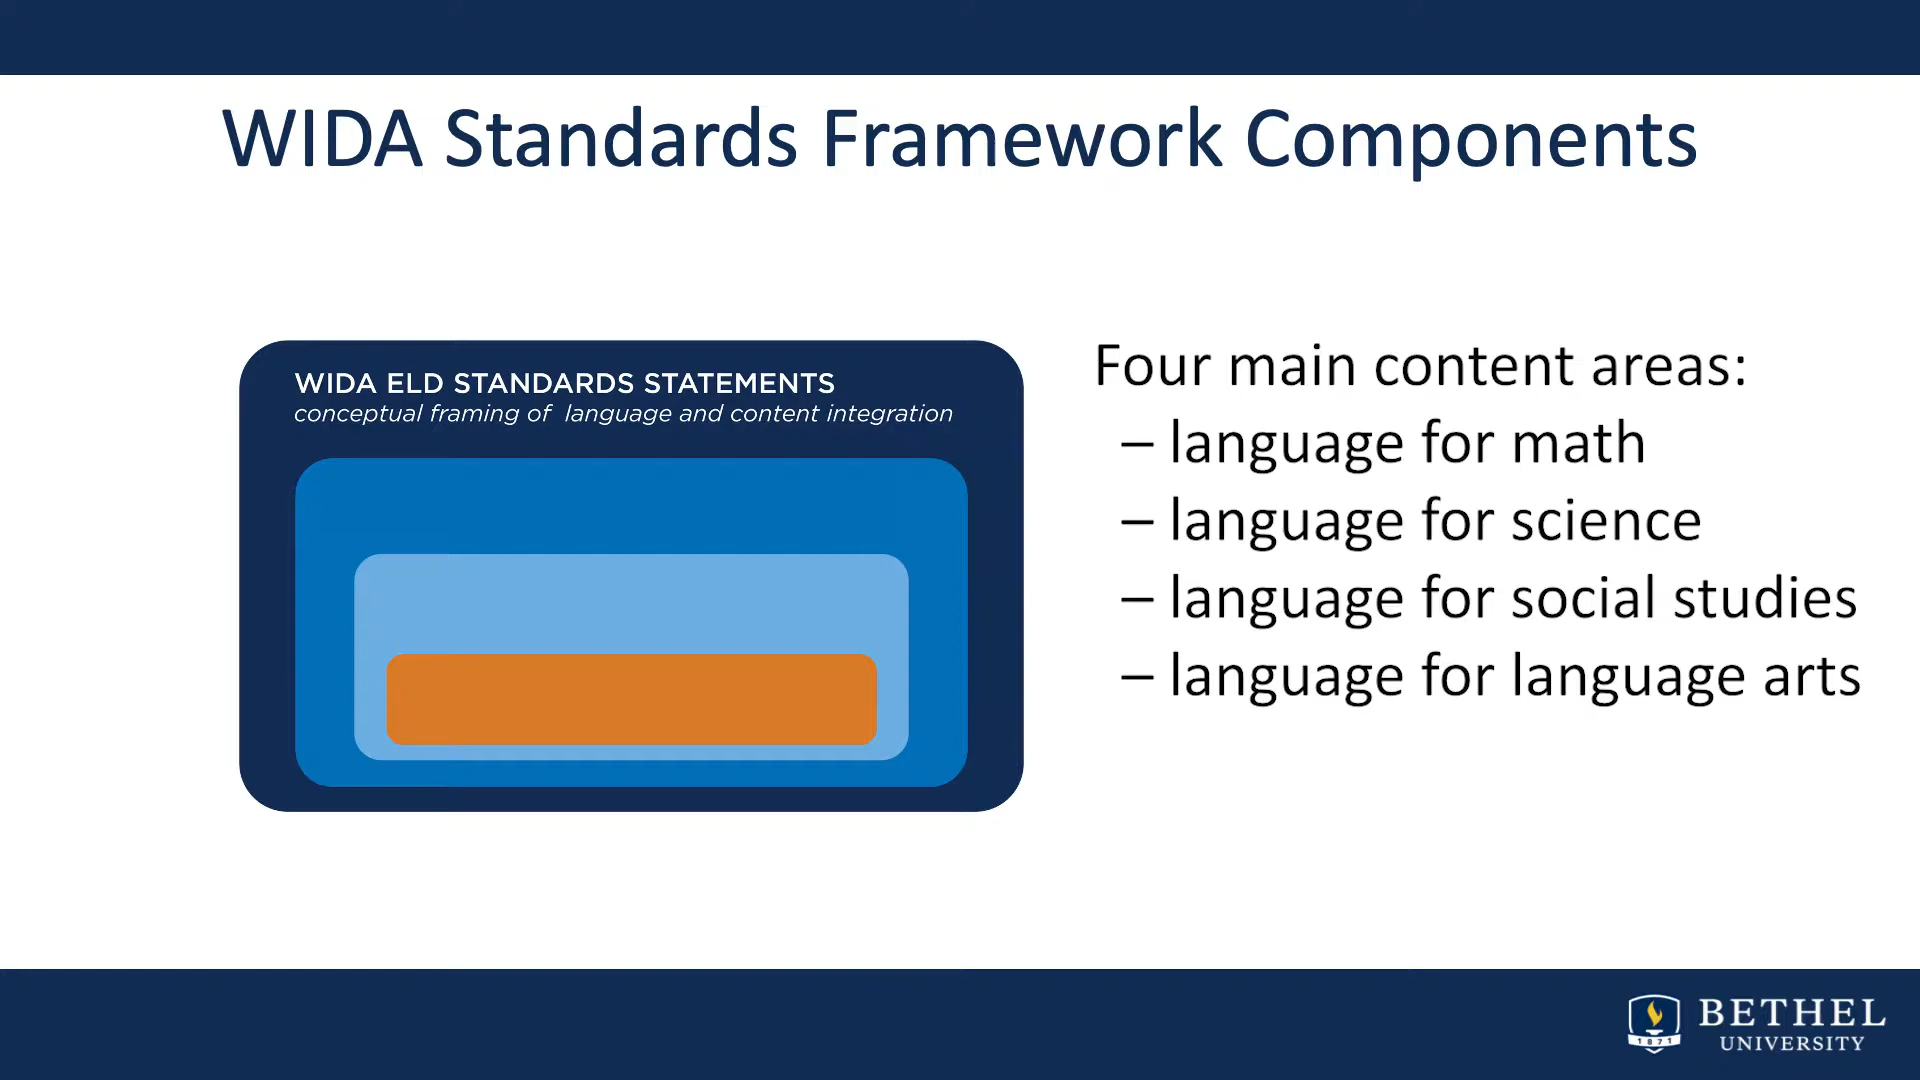 WIDA Standards Framework Components
WIDA ELD STANDARDS STATEMENTS
conceptual framing of language and content integration
Four main content areas:
– language for math
– language for science
– language for social studies
– language for language arts
1871
BETHEL
UNIVERSITY